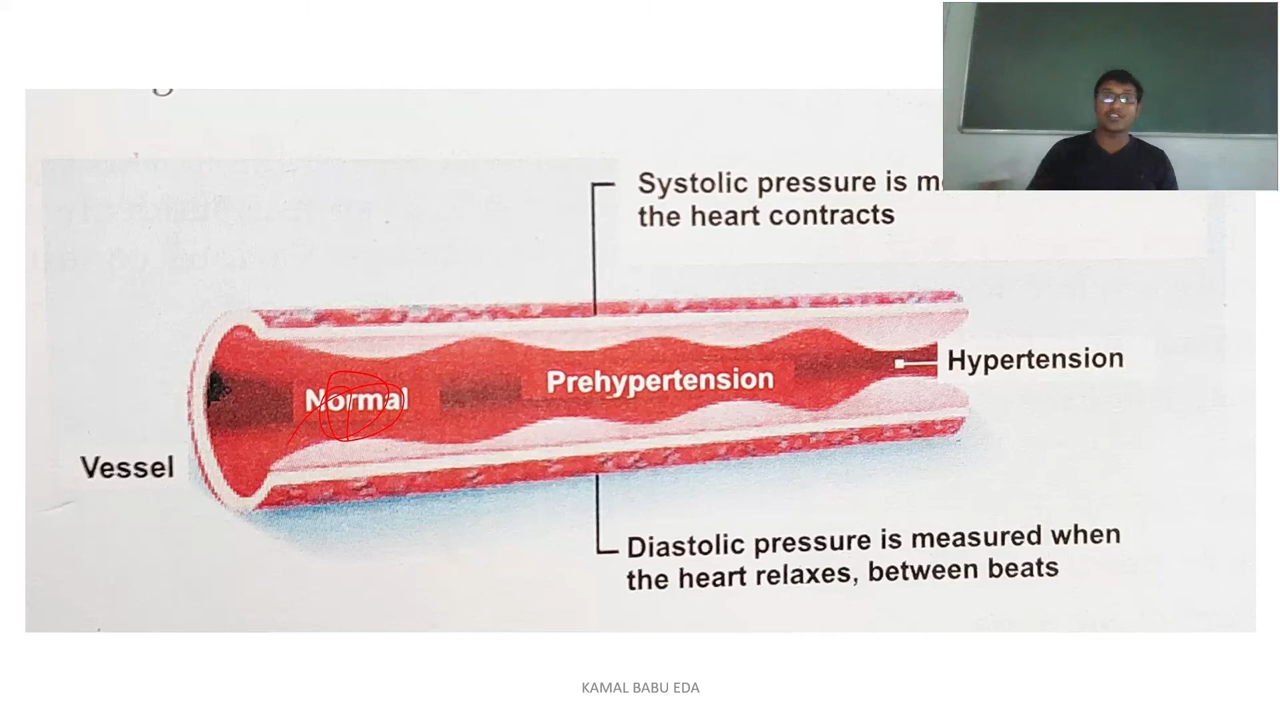 Systolic pressure is m
the heart contracts
Normal
Prehypertension
Hypertension
Vessel
Diastolic pressure is measured when
the heart relaxes, between beats
KAMAL BABU EDA